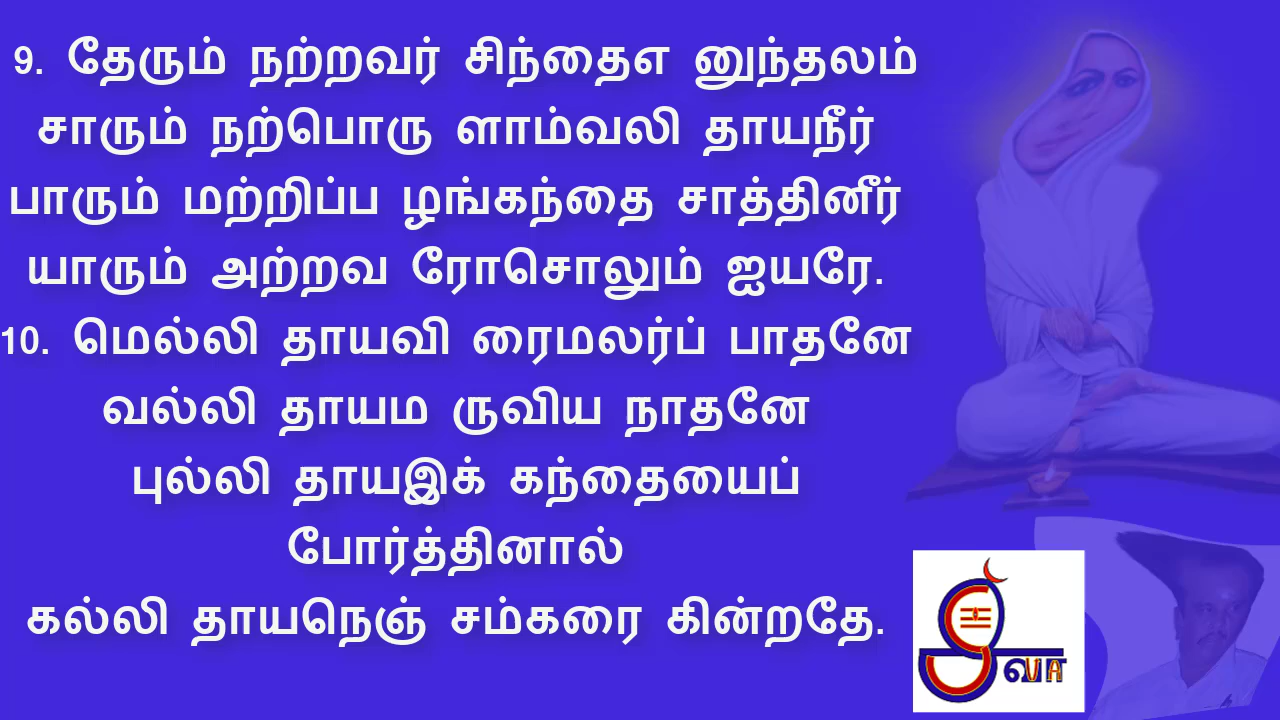 9. தேரும் நற்றவர் சிந்தைஎ னுந்தலம்
சாரும் நற்பொரு ளாம்வலி தாயநீர்
பாரும் மற்றிப்ப ழங்கந்தை சாத்தினீர்
யாரும் அற்றவ ரோசொலும் ஐயரே.
10. மெல்லி தாயவி ரைமலர்ப் பாதனே
வல்லி தாயம ருவிய நாதனே
புல்லி தாயஇக் கந்தையைப்
போர்த்தினால்
கல்லி தாயநெஞ் சம்கரை கின்றதே.